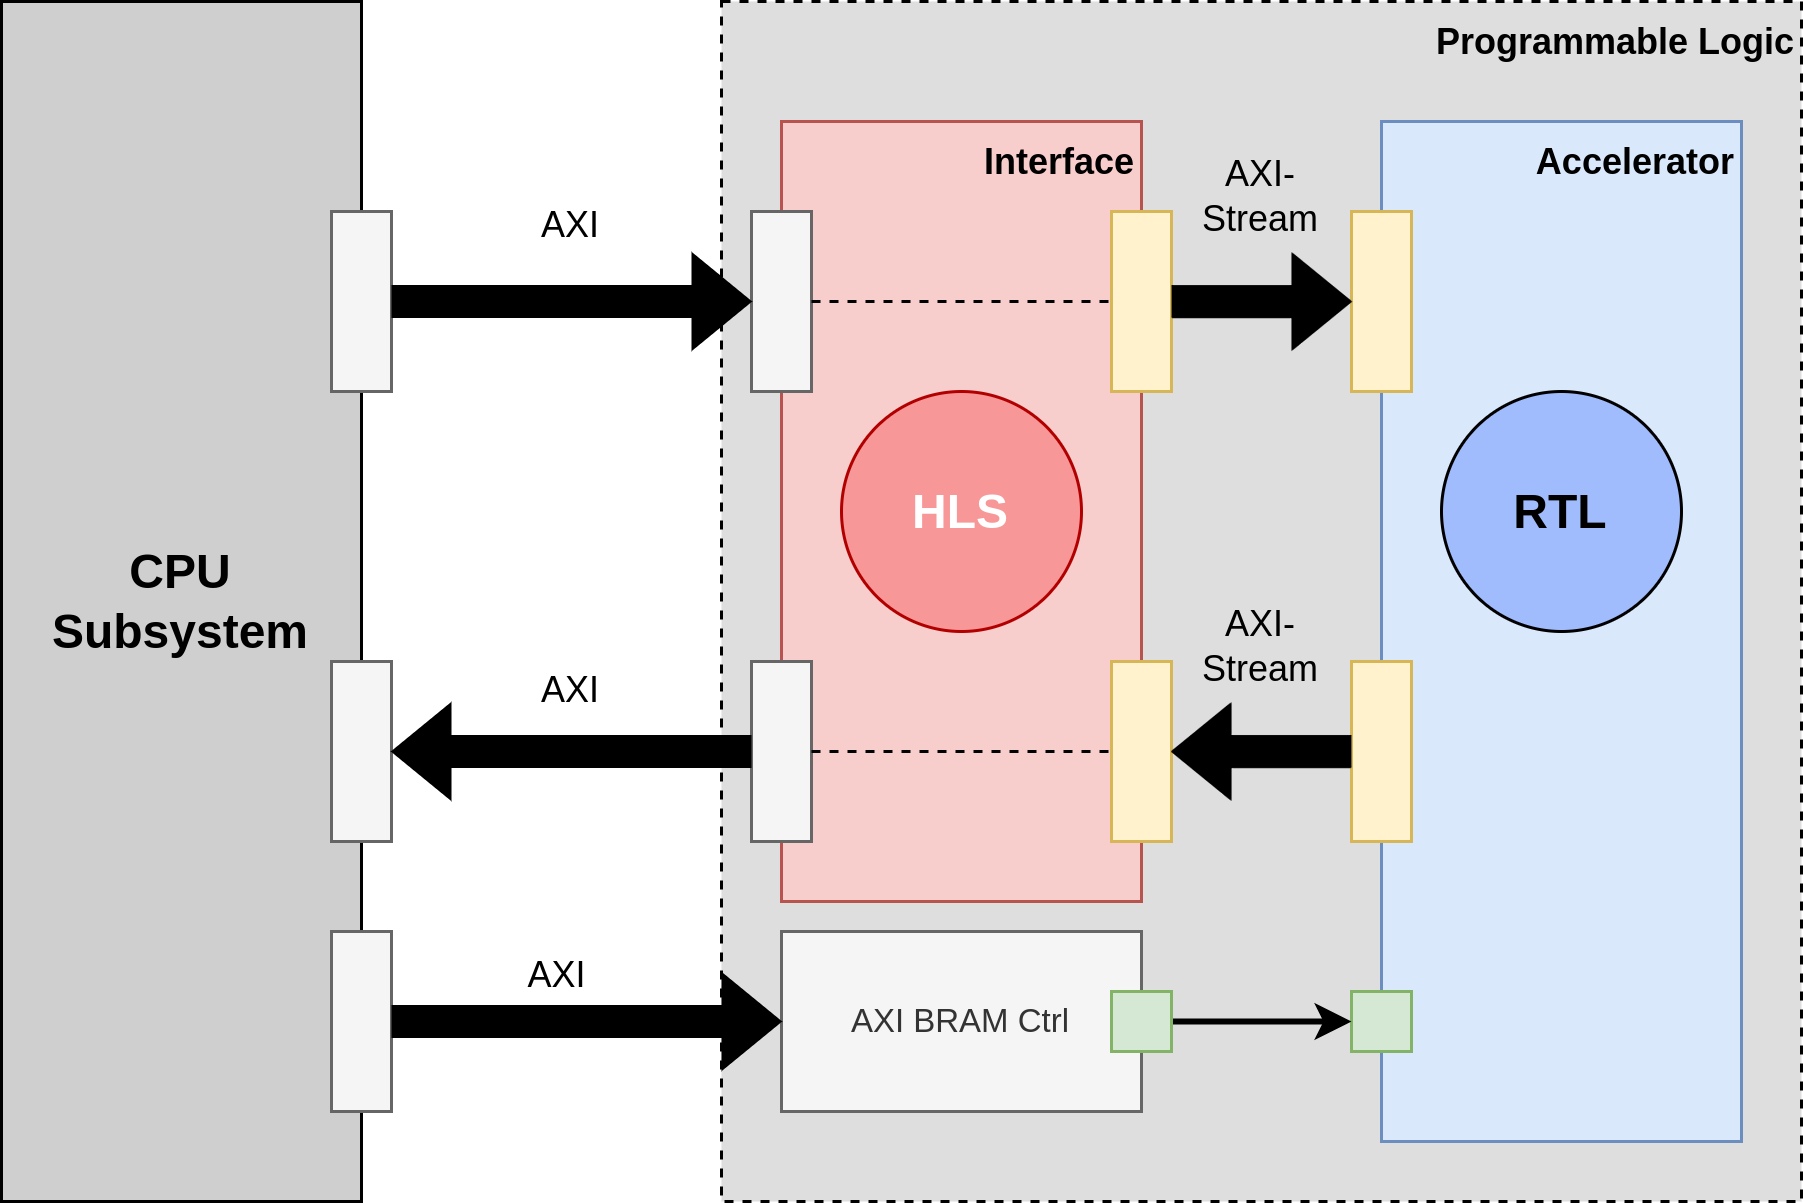 Programmable Logic
Interface
AXI-
Stream
Accelerator
AXI
HLS
RTL
CPU
Subsystem
AXI-
Stream
AXI
AXI
AXI BRAM Ctrl